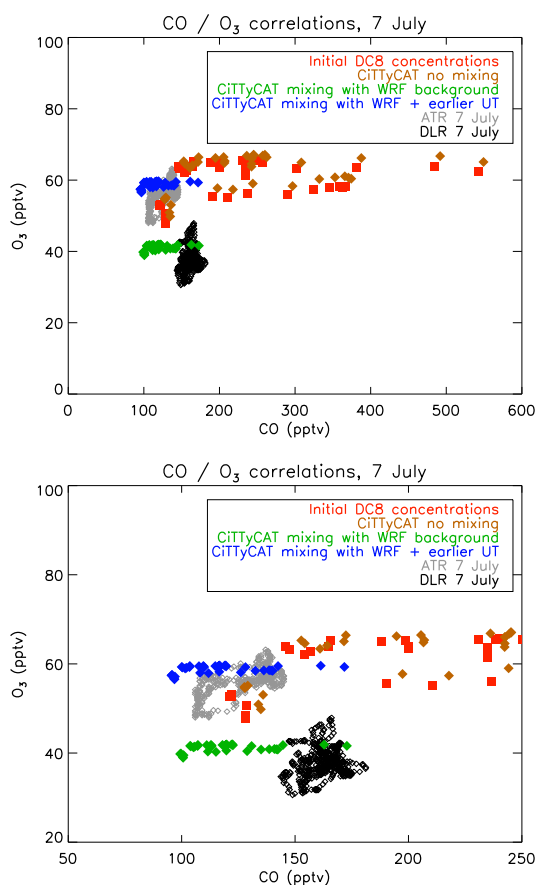 CO / O₃ correlations, 7 July
100
Initial DC8 concentrations
CiTTyCAT no mixing
CiTTyCAT mixing with WRF background
CiTTyCAT mixing with WRF + earlier UT
ATR 7 July
DLR 7 July
80
60
O₃ (pptv)
40
20
0
0 100 200 300 400 500 600
CO (pptv)
CO / O₃ correlations, 7 July
100
Initial DC8 concentrations
CiTTyCAT no mixing
CiTTyCAT mixing with WRF background
CiTTyCAT mixing with WRF + earlier UT
ATR 7 July
DLR 7 July
80
60
O₃ (pptv)
40
20
50 100 150 200 250
CO (pptv)